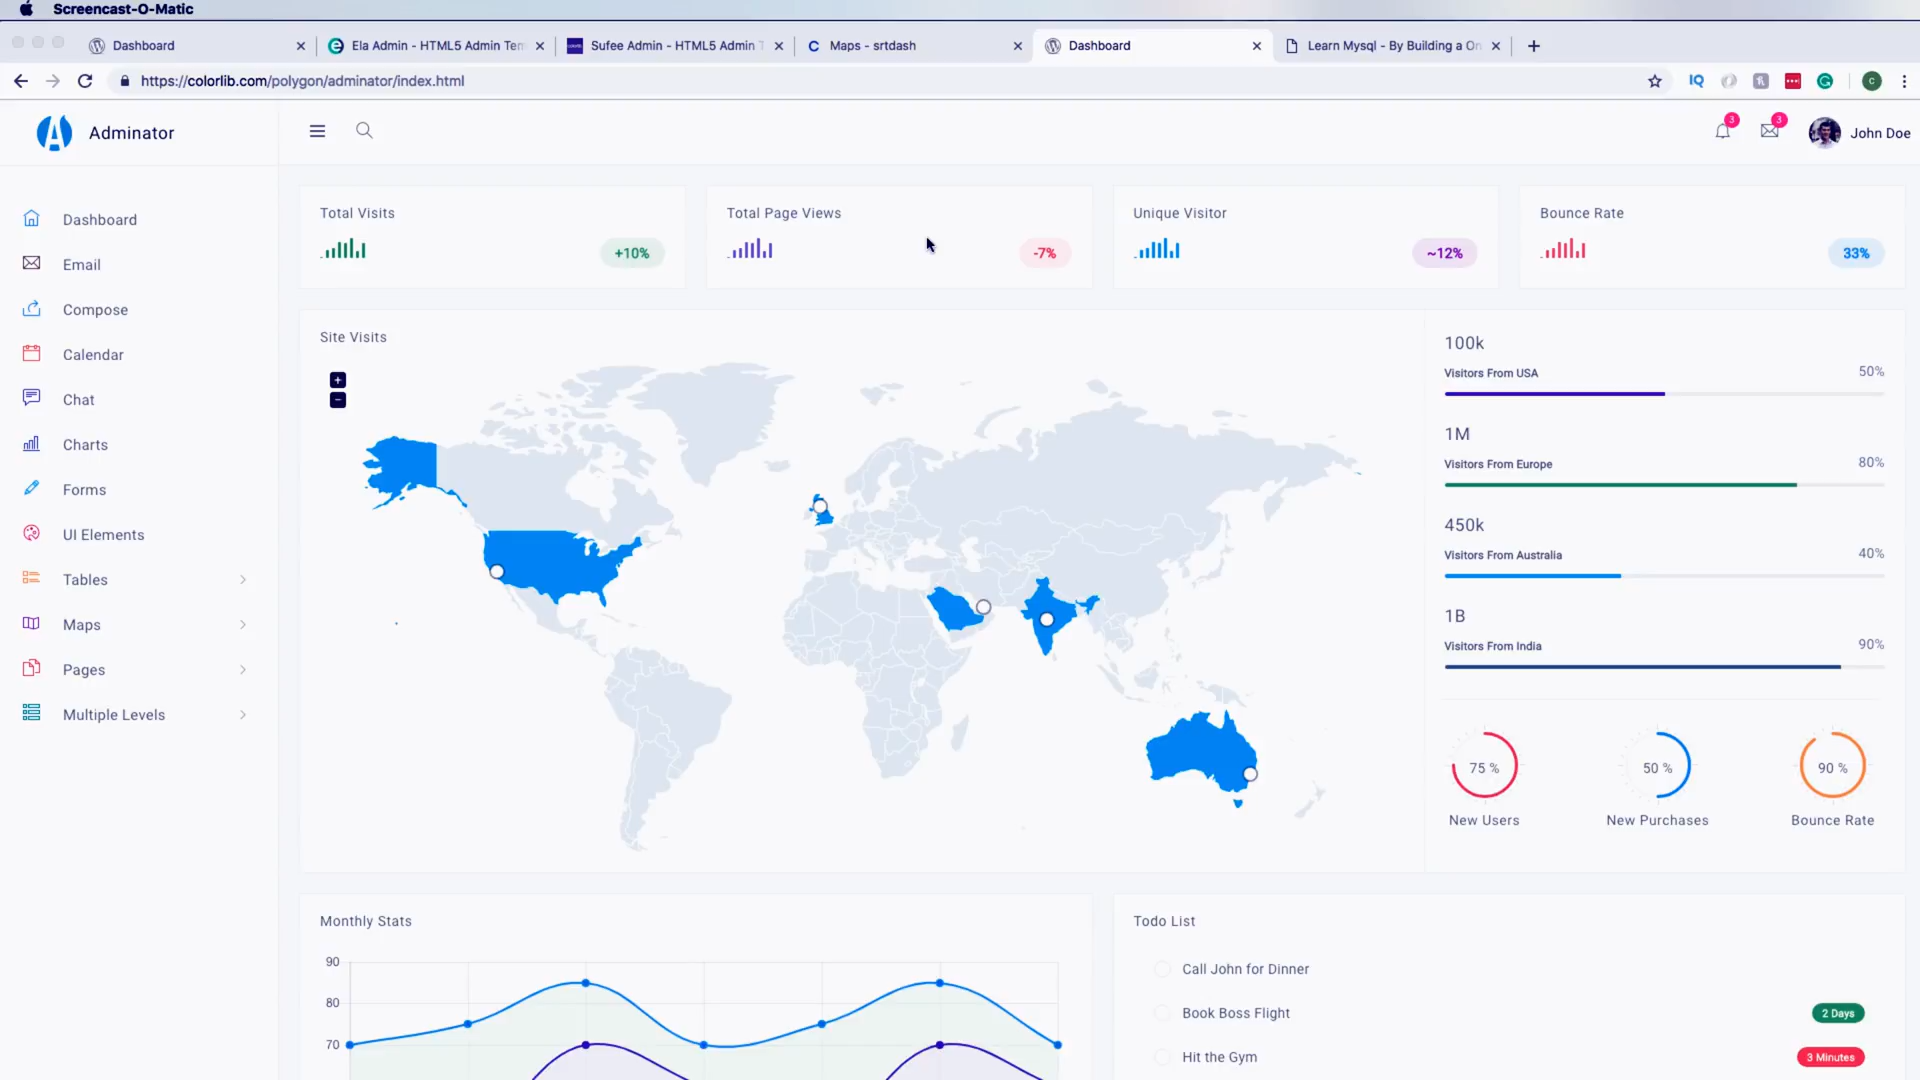 Screencast-O-Matic
Dashboard
Ela Admin - HTML5 Admin Tem
Sufee Admin - HTML5 Admin T
Maps - srtdash
Dashboard
Learn Mysql - By Building a On
https://colorlib.com/polygon/adminator/index.html
IQ
C
Adminator
3
3
John Doe
Dashboard
Email
Compose
Calendar
Chat
Charts
Forms
UI Elements
Tables
Maps
Pages
Multiple Levels
Total Visits
+10%
Total Page Views
-7%
Unique Visitor
~12%
Bounce Rate
33%
Site Visits
+
-
100k
Visitors From USA
50%
1M
Visitors From Europe
80%
450k
Visitors From Australia
40%
1B
Visitors From India
90%
75 %
New Users
50 %
New Purchases
90 %
Bounce Rate
Monthly Stats
90
80
70
Todo List
Call John for Dinner
Book Boss Flight
2 Days
Hit the Gym
3 Minutes